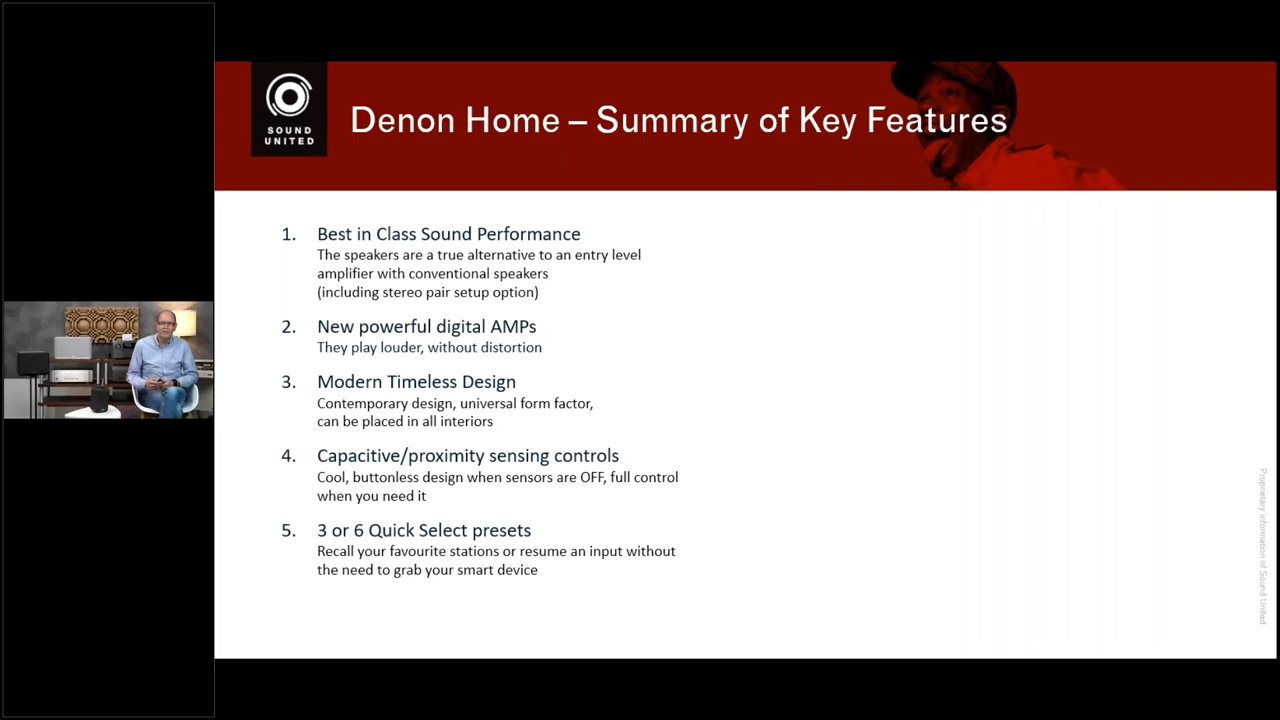 SOUND
UNITED
Denon Home – Summary of Key Features
1. Best in Class Sound Performance
The speakers are a true alternative to an entry level
amplifier with conventional speakers
(including stereo pair setup option)
2. New powerful digital AMPs
They play louder, without distortion
3. Modern Timeless Design
Contemporary design, universal form factor,
can be placed in all interiors
4. Capacitive/proximity sensing controls
Cool, buttonless design when sensors are OFF, full control
when you need it
5. 3 or 6 Quick Select presets
Recall your favourite stations or resume an input without
the need to grab your smart device
Proprietary information of Sound United